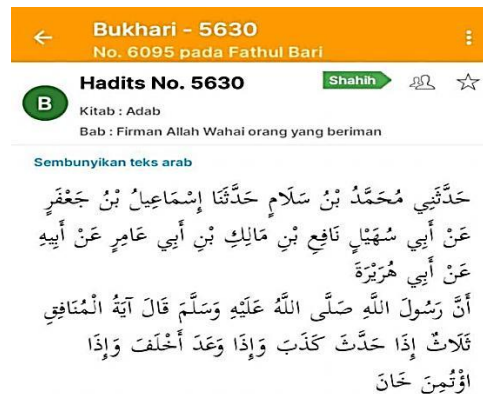 Bukhari - 5630
No. 6095 pada Fathul Bari
Hadits No. 5630
Shahih
B
Kitab : Adab
Bab : Firman Allah Wahai orang yang beriman
Sembunyikan teks arab
حَدَّثَنِي مُحَمَّدُ بْنُ سَلَامٍ حَدَّثَنَا إِسْمَاعِيلُ بْنُ جَعْفَرٍ
عَنْ أَبِي سُهَيْلٍ نَافِعِ بْنِ مَالِكِ بْنِ أَبِي عَامِرٍ عَنْ أَبِيهِ
عَنْ أَبِي هُرَيْرَةَ
أَنَّ رَسُولَ اللَّهِ صَلَّى اللَّهُ عَلَيْهِ وَسَلَّمَ قَالَ آيَةُ الْمُنَافِقِ
ثَلَاثٌ إِذَا حَدَّثَ كَذَبَ وَإِذَا وَعَدَ أَخْلَفَ وَإِذَا
اؤْتُمِنَ خَانَ